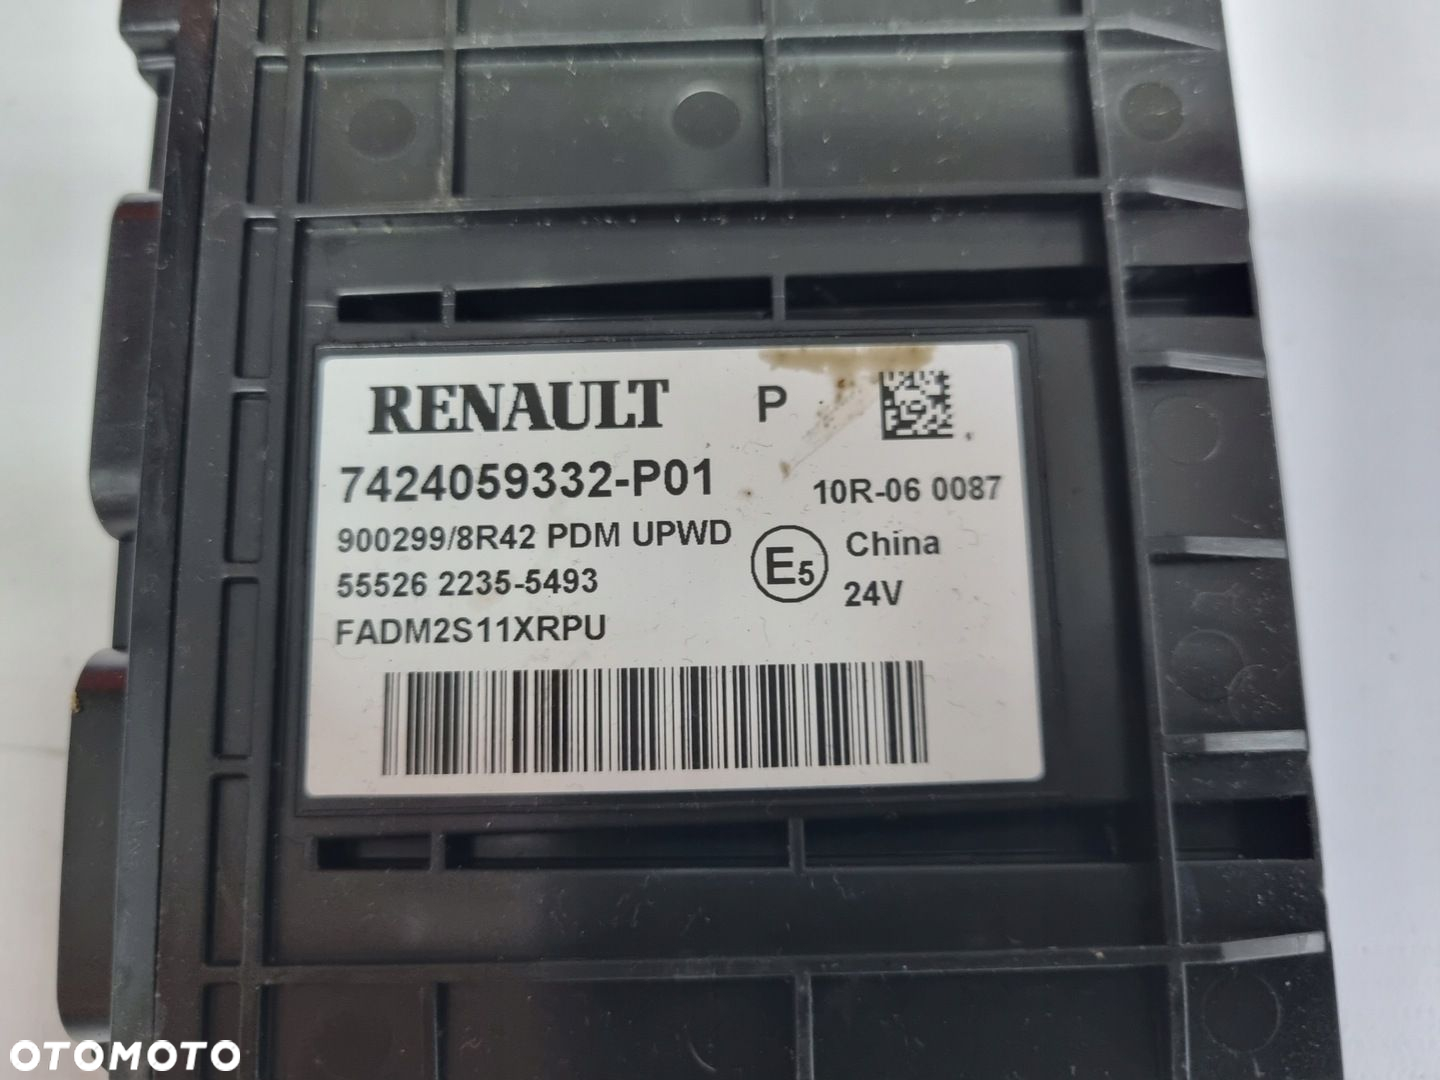 RENAULT P
7424059332-P01
10R-06 0087
900299/8R42 PDM UPWD
55526 2235-5493
FADM2S11XRPU
E5
China
24V
OTOMOTO